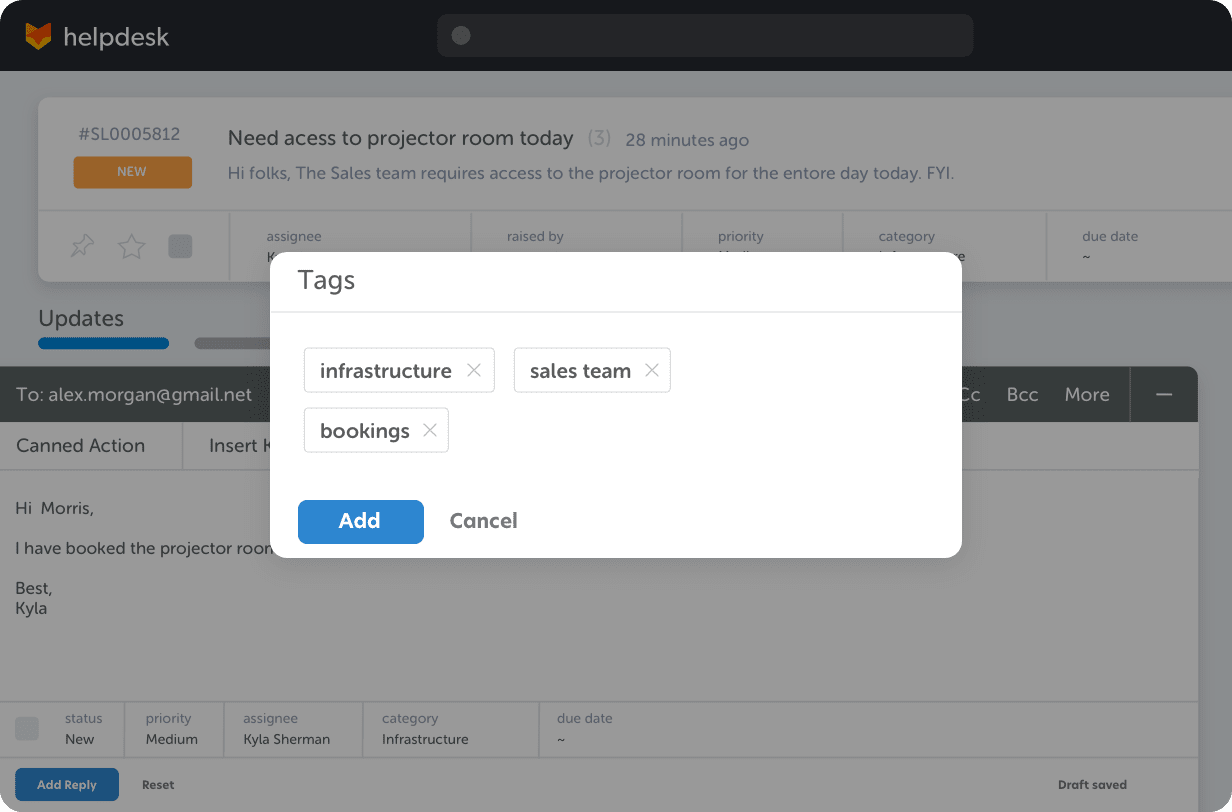 helpdesk
#SL0005812
NEW
Need acess to projector room today (3) 28 minutes ago
Hi folks, The Sales team requires access to the projector room for the entore day today. FYI.
assignee
raised by
priority
category
due date
~
Updates
Tags
infrastructure
sales team
bookings
Add Cancel
To: alex.morgan@gmail.net
Bcc
More
Canned Action
Insert
Hi Morris,
I have booked the projector room
Best,
Kyla
status
New
priority
Medium
assignee
Kyla Sherman
category
Infrastructure
due date
~
Add Reply
Reset
Draft saved